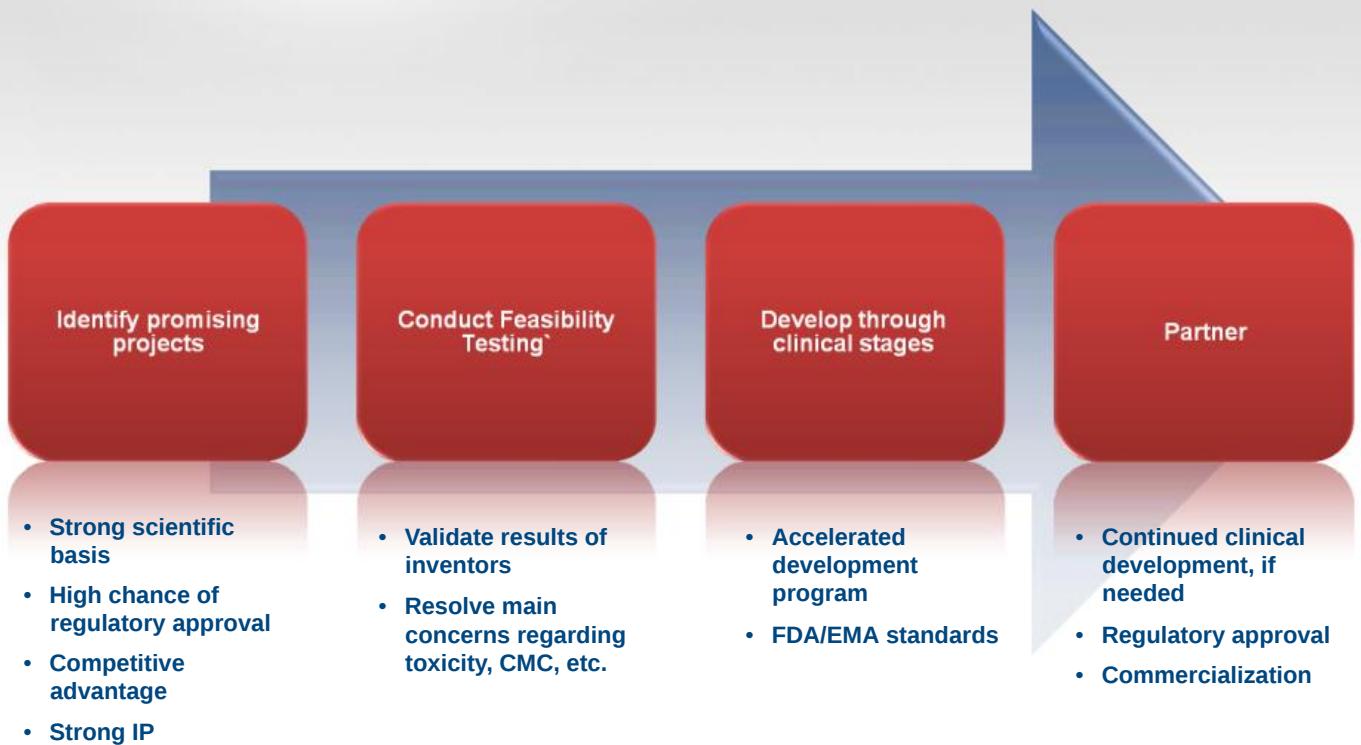 Identify promising
projects
Conduct Feasibility
Testing`
Develop through
clinical stages
Partner
• Strong scientific
basis
• High chance of
regulatory approval
• Competitive
advantage
• Strong IP
• Validate results of
inventors
• Resolve main
concerns regarding
toxicity, CMC, etc.
• Accelerated
development
program
• FDA/EMA standards
• Continued clinical
development, if
needed
• Regulatory approval
• Commercialization